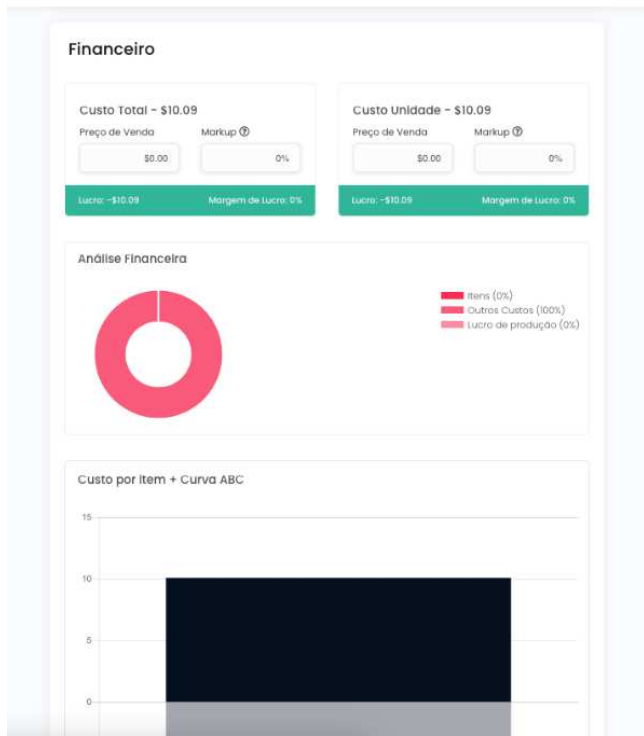 Financeiro
Custo Total - $10.09
Preço de Venda Markup ?
$0.00 0%
Lucro: -$10.09 Margem de Lucro: 0%
Custo Unidade - $10.09
Preço de Venda Markup ?
$0.00 0%
Lucro: -$10.09 Margem de Lucro: 0%
Análise Financeira
Itens (0%)
Outros Custos (100%)
Lucro de produção (0%)
Custo por Item + Curva ABC
15
10
5
0